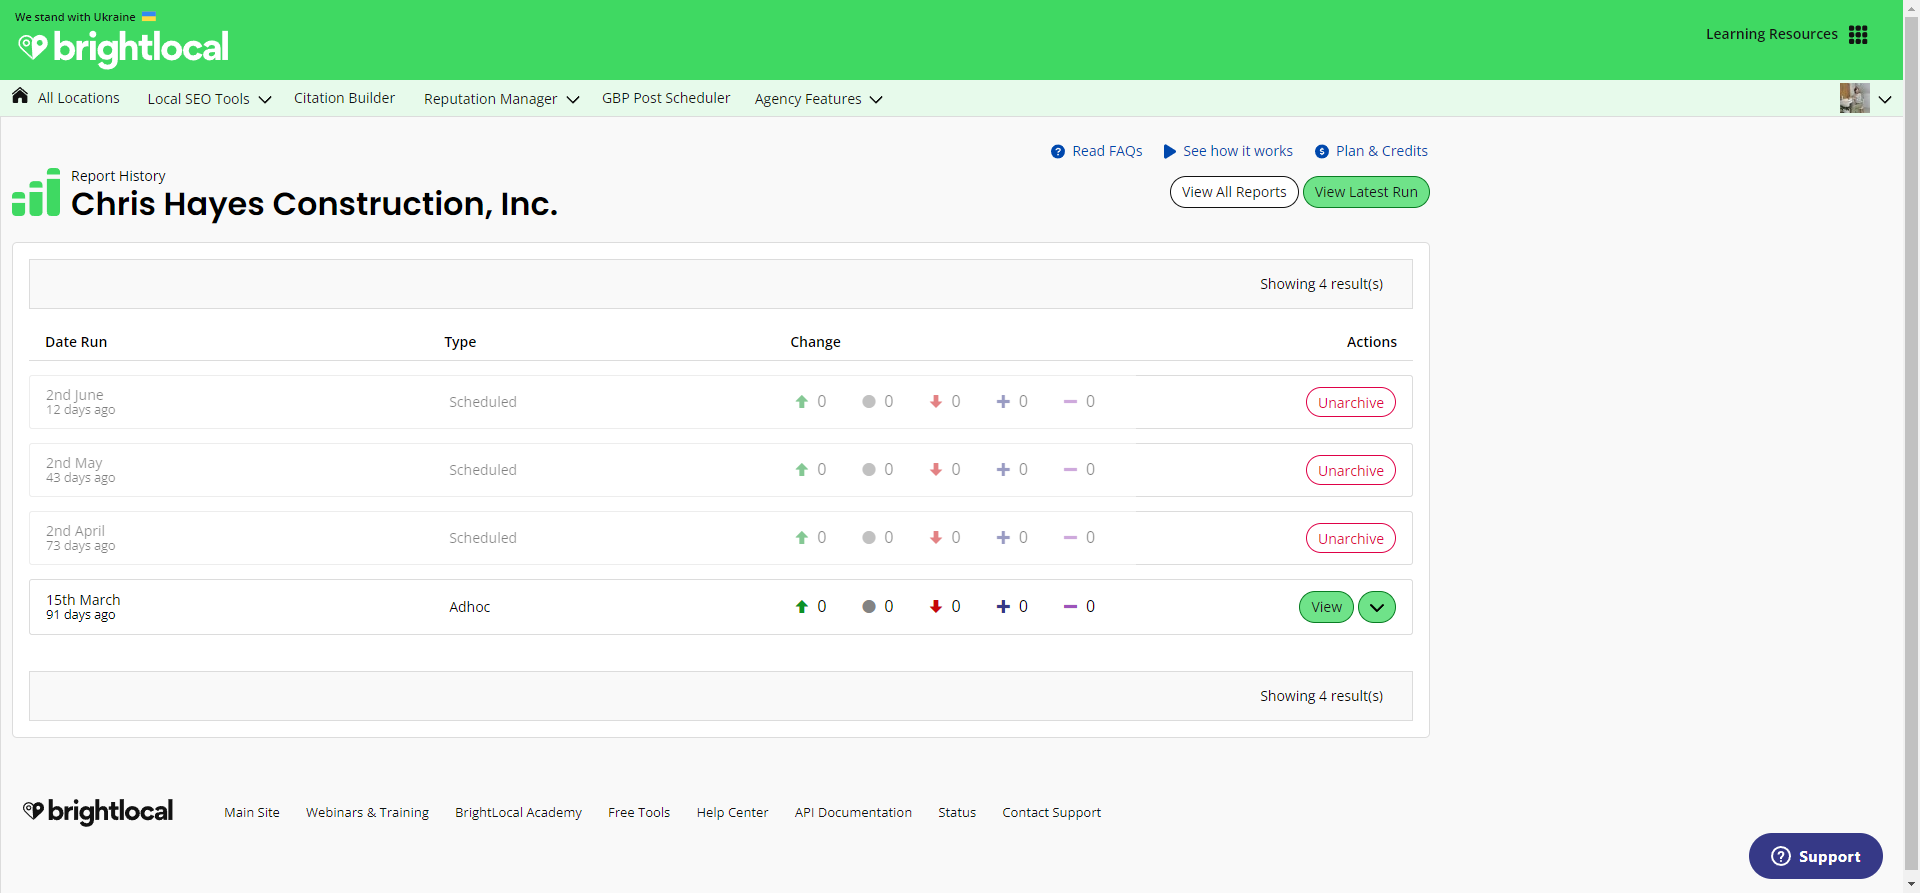 We stand with Ukraine
brightlocal
Learning Resources
All Locations
Local SEO Tools
Citation Builder
Reputation Manager
GBP Post Scheduler
Agency Features
Read FAQs
See how it works
Plan & Credits
Report History
Chris Hayes Construction, Inc.
View All Reports
View Latest Run
Showing 4 result(s)
Date Run Type Change Actions
2nd June
12 days ago
Scheduled 0 0 0 0 0 Unarchive
2nd May
43 days ago
Scheduled 0 0 0 0 0 Unarchive
2nd April
73 days ago
Scheduled 0 0 0 0 0 Unarchive
15th March
91 days ago
Adhoc 0 0 0 0 0 View
Showing 4 result(s)
brightlocal
Main Site
Webinars & Training
BrightLocal Academy
Free Tools
Help Center
API Documentation
Status
Contact Support
Support